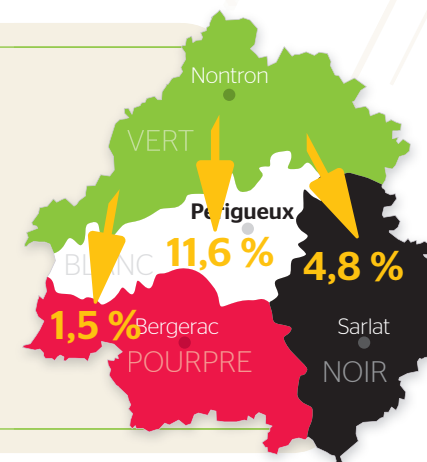 Nontron
VERT
Périgueux
BLANC
11,6 %
4,8 %
1,5 %
Bergerac
Sarlat
POURPRE
NOIR